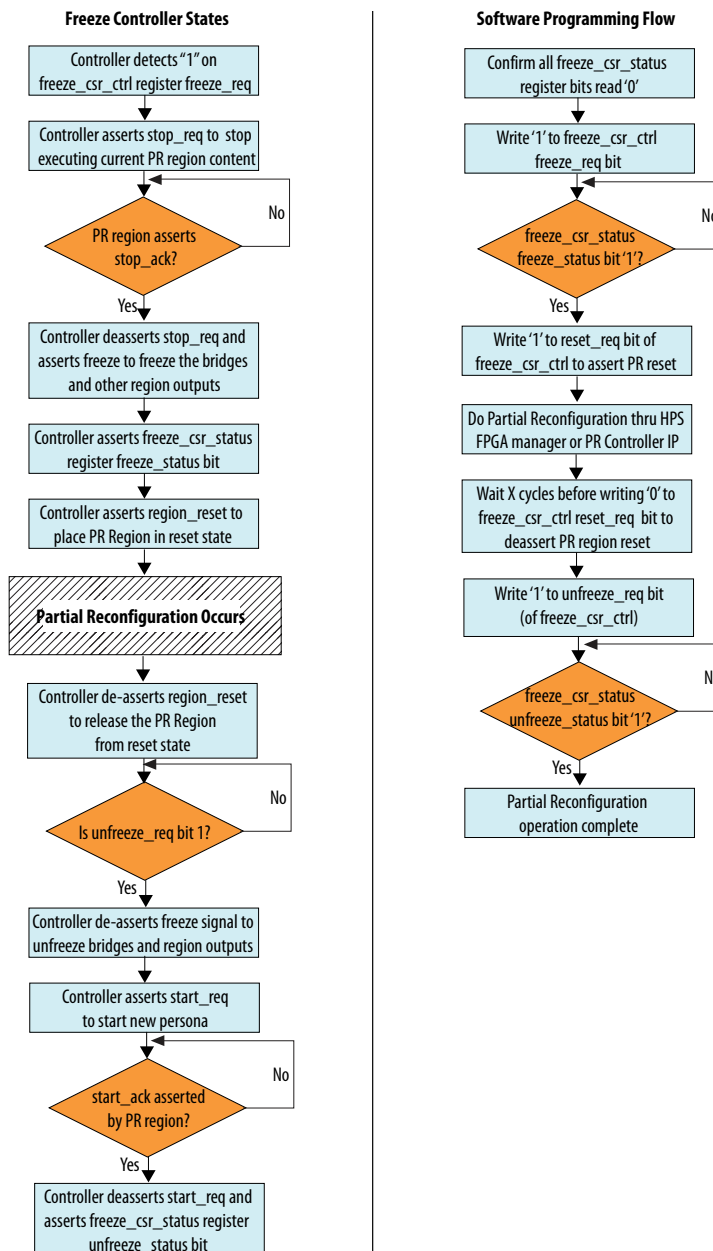 Freeze Controller States
Controller detects “1” on
freeze_csr_ctrl register freeze_req
Controller asserts stop_req to stop
executing current PR region content
No
PR region asserts
stop_ack?
Yes
Controller deasserts stop_req and
asserts freeze to freeze the bridges
and other region outputs
Controller asserts freeze_csr_status
register freeze_status bit
Controller asserts region_reset to
place PR Region in reset state
Partial Reconfiguration Occurs
Controller de-asserts region_reset
to release the PR Region
from reset state
No
Is unfreeze_req bit 1?
Yes
Controller de-asserts freeze signal to
unfreeze bridges and region outputs
Controller asserts start_req
to start new persona
No
start_ack asserted
by PR region?
Yes
Controller deasserts start_req and
asserts freeze_csr_status register
unfreeze_status bit
Software Programming Flow
Confirm all freeze_csr_status
register bits read ‘0’
Write ‘1’ to freeze_csr_ctrl
freeze_req bit
No
freeze_csr_status
freeze_status bit ‘1’?
Yes
Write ‘1’ to reset_req bit of
freeze_csr_ctrl to assert PR reset
Do Partial Reconfiguration thru HPS
FPGA manager or PR Controller IP
Wait X cycles before writing ‘0’ to
freeze_csr_ctrl reset_req bit to
deassert PR region reset
Write ‘1’ to unfreeze_req bit
(of freeze_csr_ctrl)
freeze_csr_status
unfreeze_status bit ‘1’?
Yes
Partial Reconfiguration
operation complete